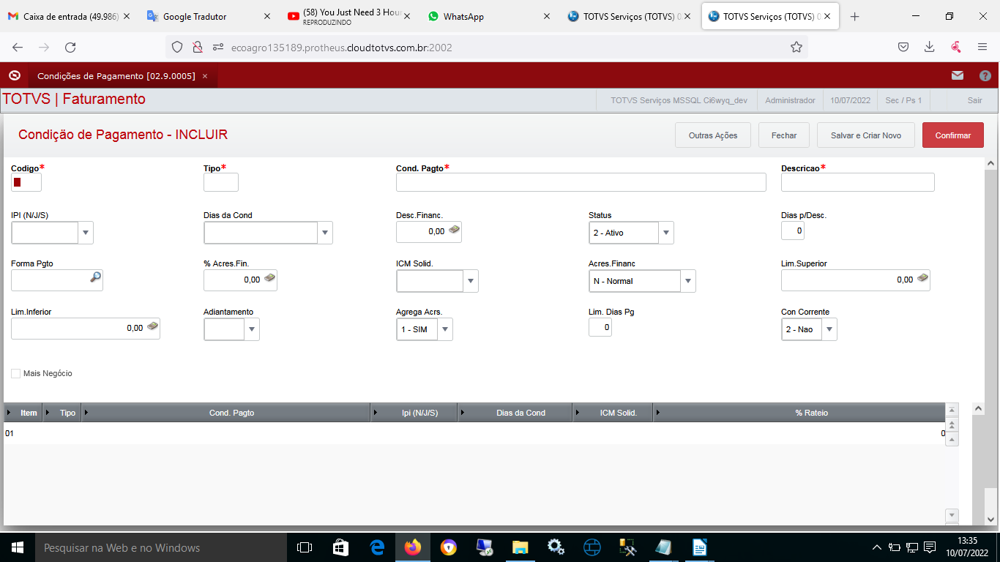 Caixa de entrada (49.986)
Google Tradutor
(58) You Just Need 3 Hour
REPRODUZINDO
WhatsApp
TOTVS Serviços (TOTVS) 0
TOTVS Serviços (TOTVS) 0
ecoagro135189.protheus.cloudtotvs.com.br:2002
Condições de Pagamento [02.9.0005]
TOTVS | Faturamento
TOTVS Serviços MSSQL Ci6wyq_dev
Administrador
10/07/2022
Sec / Ps 1
Sair
Condição de Pagamento - INCLUIR
Outras Ações
Fechar
Salvar e Criar Novo
Confirmar
Codigo*
Tipo*
Cond. Pagto*
Descricao*
IPI (N/J/S)
Dias da Cond
Desc.Financ.
Status
Dias p/Desc.
0,00
2 - Ativo
0
Forma Pgto
% Acres.Fin.
ICM Solid.
Acres.Financ
Lim.Superior
0,00
N - Normal
0,00
Lim.Inferior
Adiantamento
Agrega Acrs.
Lim. Dias Pg
Con Corrente
0,00
1 - SIM
0
2 - Nao
Mais Negócio
Item
Tipo
Cond. Pagto
Ipi (N/J/S)
Dias da Cond
ICM Solid.
% Rateio
01
0
Pesquisar na Web e no Windows
13:35
10/07/2022